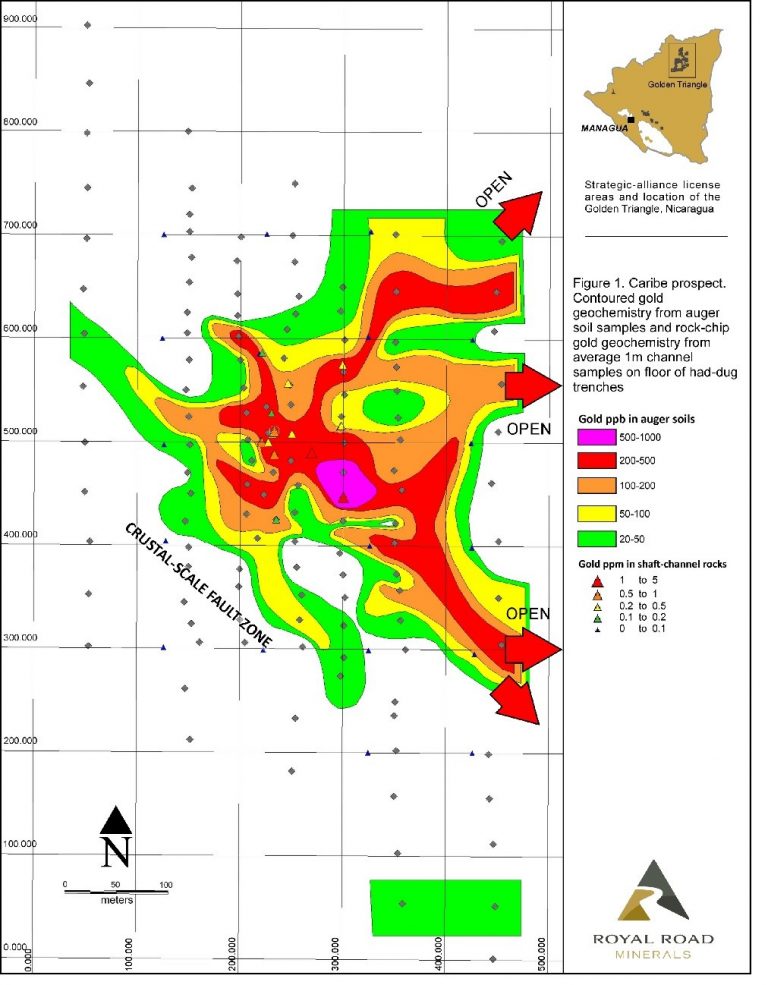 900.000
800.000
700.000
600.000
500.000
400.000
300.000
200.000
100.000
0.000
0.000
100.000
200.000
300.000
400.000
500.000
OPEN
OPEN
OPEN
CRUSTAL-SCALE FAULT ZONE
N
0 50 100
meters
Golden Triangle
MANAGUA
Strategic-alliance license
areas and location of the
Golden Triangle, Nicaragua
Figure 1. Caribe prospect.
Contoured gold
geochemistry from auger
soil samples and rock-chip
gold geochemistry from
average 1m channel
samples on floor of had-dug
trenches
Gold ppb in auger soils
500-1000
200-500
100-200
50-100
20-50
Gold ppm in shaft-channel rocks
1 to 5
0.5 to 1
0.2 to 0.5
0.1 to 0.2
0 to 0.1
ROYAL ROAD
MINERALS